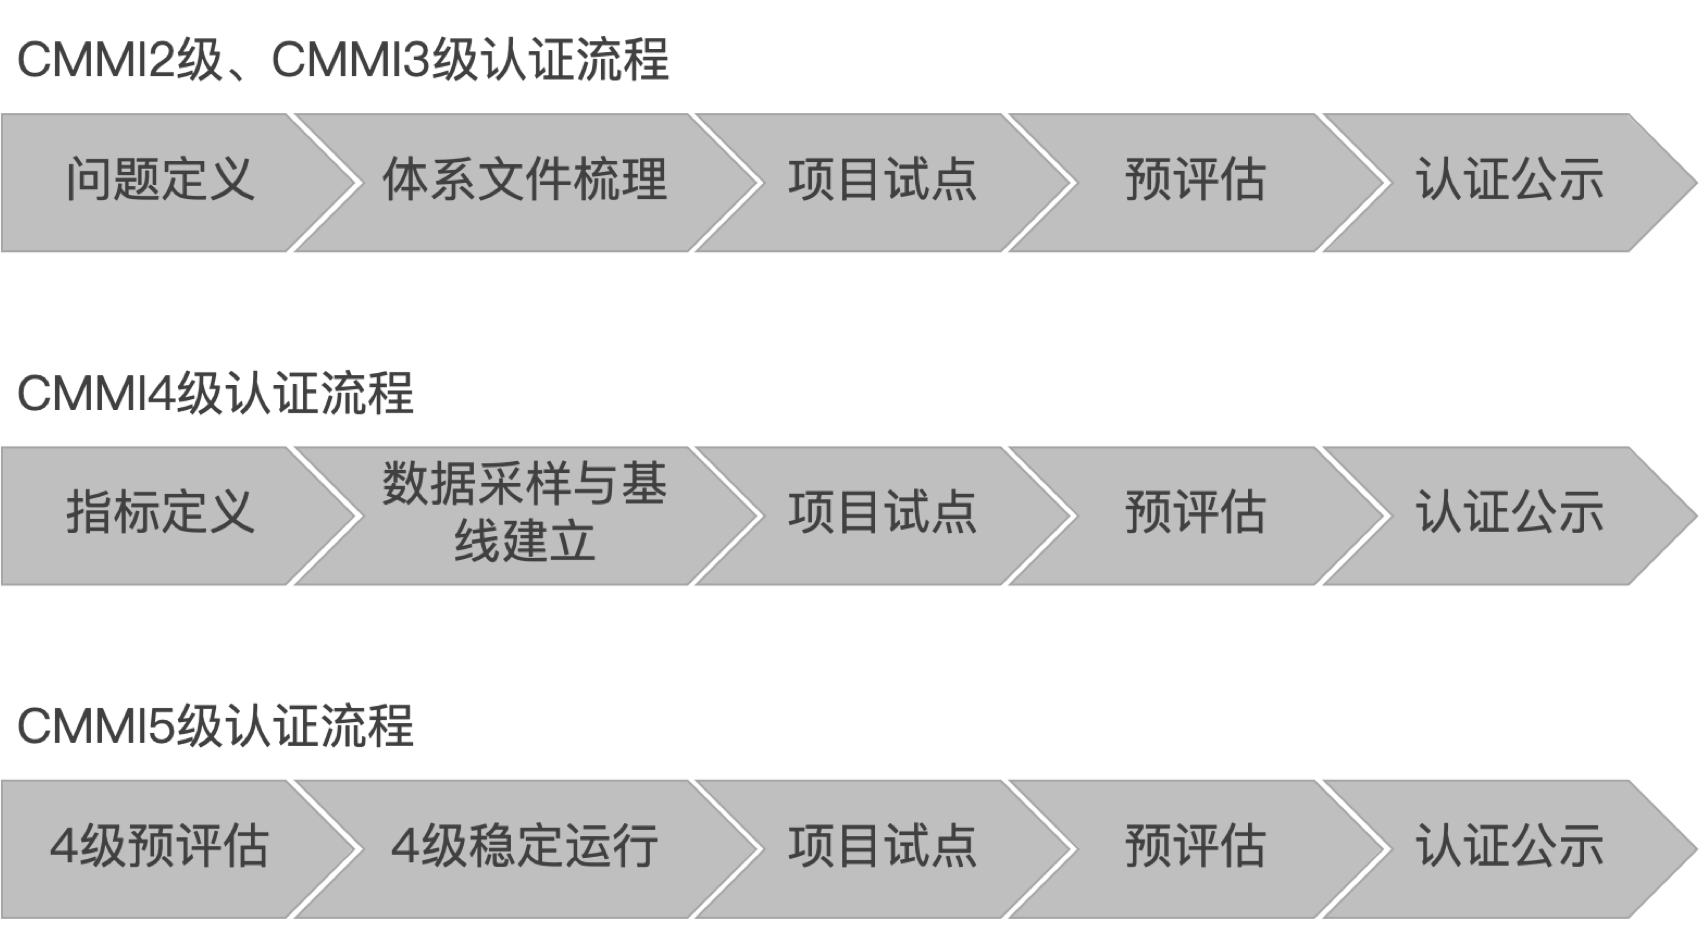 CMMI2级、CMMI3级认证流程
问题定义
体系文件梳理
项目试点
预评估
认证公示
CMMI4级认证流程
指标定义
数据采样与基
线建立
项目试点
预评估
认证公示
CMMI5级认证流程
4级预评估
4级稳定运行
项目试点
预评估
认证公示